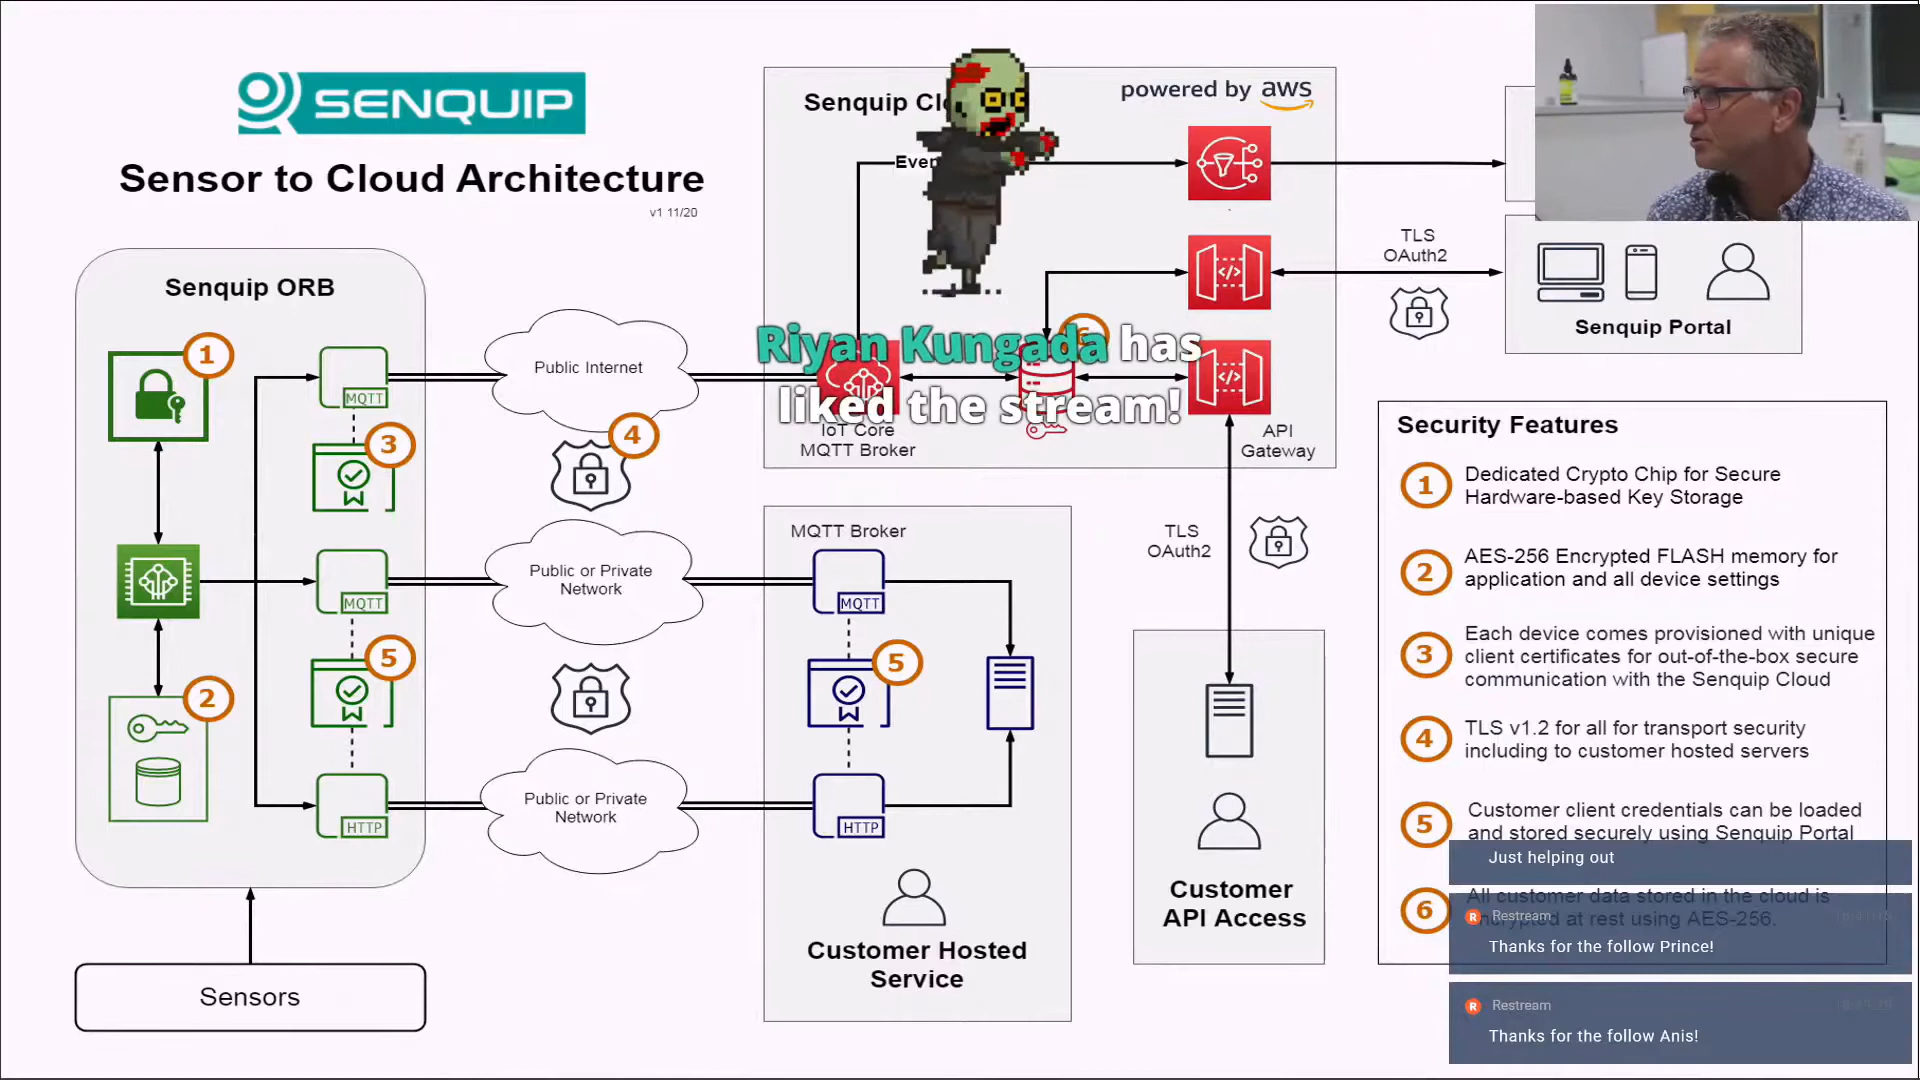 SENQUIP
Sensor to Cloud Architecture
v1 11/20
Senquip ORB
1
MQTT
3
MQTT
5
2
HTTP
Sensors
Public Internet
4
Public or Private
Network
Public or Private
Network
powered by aws
Riyan Kungada has
liked the stream!
6
IoT Core
MQTT Broker
API
Gateway
MQTT Broker
MQTT
5
HTTP
Customer Hosted
Service
TLS
OAuth2
Customer
API Access
TLS
OAuth2
Senquip Portal
Security Features
1 Dedicated Crypto Chip for Secure
Hardware-based Key Storage
2 AES-256 Encrypted FLASH memory for
application and all device settings
3 Each device comes provisioned with unique
client certificates for out-of-the-box secure
communication with the Senquip Cloud
4 TLS v1.2 for all for transport security
including to customer hosted servers
5 Customer client credentials can be loaded
and stored securely using Senquip Portal
6 All customer data stored in the cloud is
encrypted at rest using AES-256.
Just helping out
Restream
Thanks for the follow Prince!
Restream
Thanks for the follow Anis!